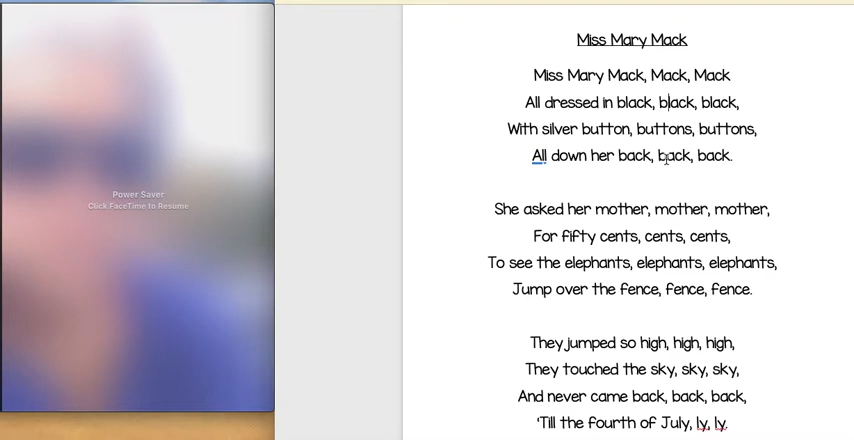 Power Saver
Click FaceTime to Resume
Miss Mary Mack
Miss Mary Mack, Mack, Mack
All dressed in black, black, black,
With silver button, buttons, buttons,
All down her back, back, back.
She asked her mother, mother, mother,
For fifty cents, cents, cents,
To see the elephants, elephants, elephants,
Jump over the fence, fence, fence.
They jumped so high, high, high,
They touched the sky, sky, sky,
And never came back, back, back,
'Till the fourth of July, ly, ly.